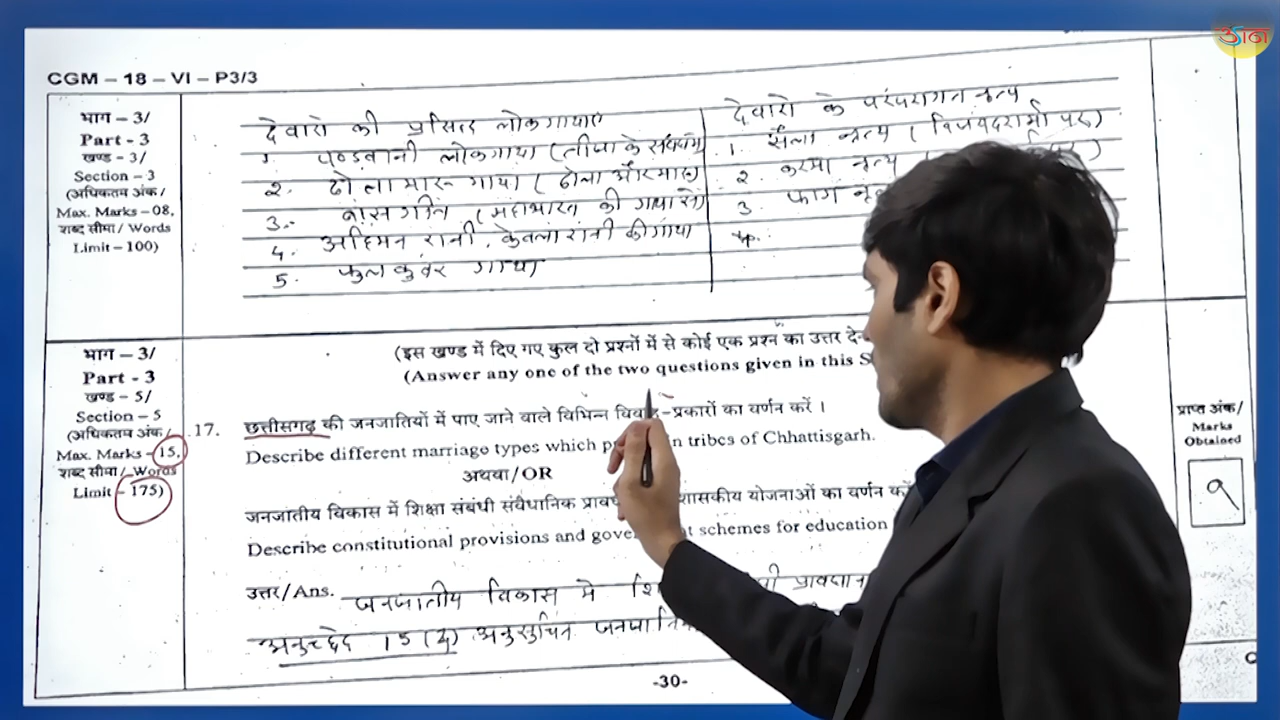 ज्ञान
CGM – 18 – VI – P3/3
भाग – 3/
Part - 3
खण्ड - 3/
Section – 3
(अधिकतम अंक /
Max. Marks – 08,
शब्द सीमा / Words
Limit – 100)
देवारो की प्रसिद्ध लोकगाथाएं
1. पण्डवानी लोकगाथा (तीजा के
2. ढोला मारू गाथा (ढोला और मारू)
3. बांस गीत (महाभारत की गाथा
4. अहिमन रानी, केवला रानी की गाथा
5. फुलकुवंर गाथा
देवारो के परंपरागत नृत्य
1. सैला नृत्य (विजयदशमी पर)
2. करमा नृत्य (
3. फाग
भाग – 3/
Part - 3
खण्ड – 5/
Section – 5
(अधिकतम अंक /
Max. Marks – 15,
शब्द सीमा / Words
Limit – 175)
(इस खण्ड में दिए गए कुल दो प्रश्नों में से कोई एक प्रश्न का उत्तर दे-
(Answer any one of the two questions given in this S
17. छत्तीसगढ़ की जनजातियों में पाए जाने वाले विभिन्न विवाह-प्रकारों का वर्णन करें ।
Describe different marriage types which in tribes of Chhattisgarh.
अथवा/OR
जनजातीय विकास में शिक्षा संबंधी संवैधानिक शासकीय योजनाओं का वर्णन करें
Describe constitutional provisions and schemes for education
उत्तर/Ans. जनजातीय विकास मे
अनुच्छेद 15 (4) अनुसुचित
प्राप्त अंक/
Marks
Obtained
9
-30-